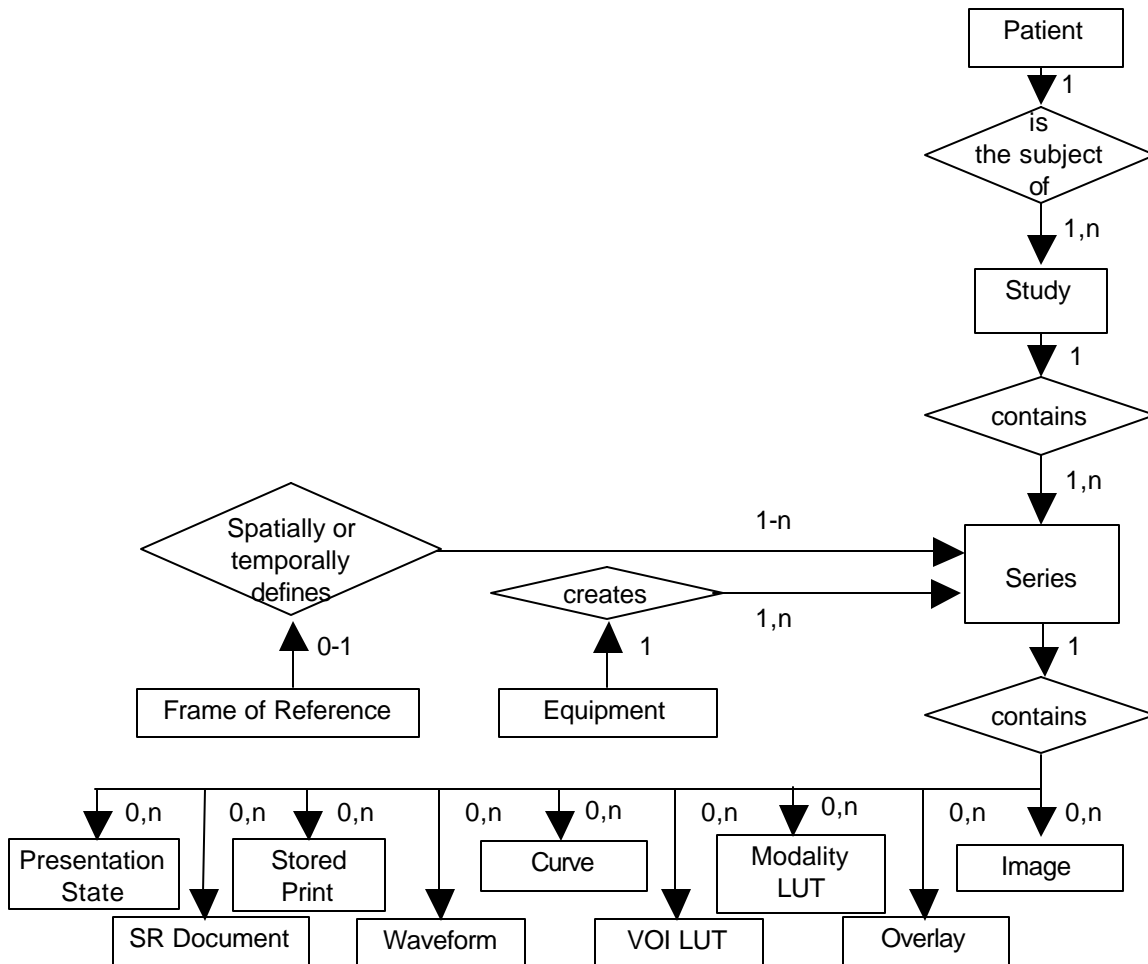 Patient
1
is
the subject
of
1,n
Study
1
contains
1,n
Spatially or
temporally
defines
1-n
Series
creates
1,n
0-1
1
1
Frame of Reference
Equipment
contains
0,n
0,n
0,n
0,n
0,n
0,n
0,n
0,n
0,n
Presentation
State
Stored
Print
Curve
Modality
LUT
Image
SR Document
Waveform
VOI LUT
Overlay